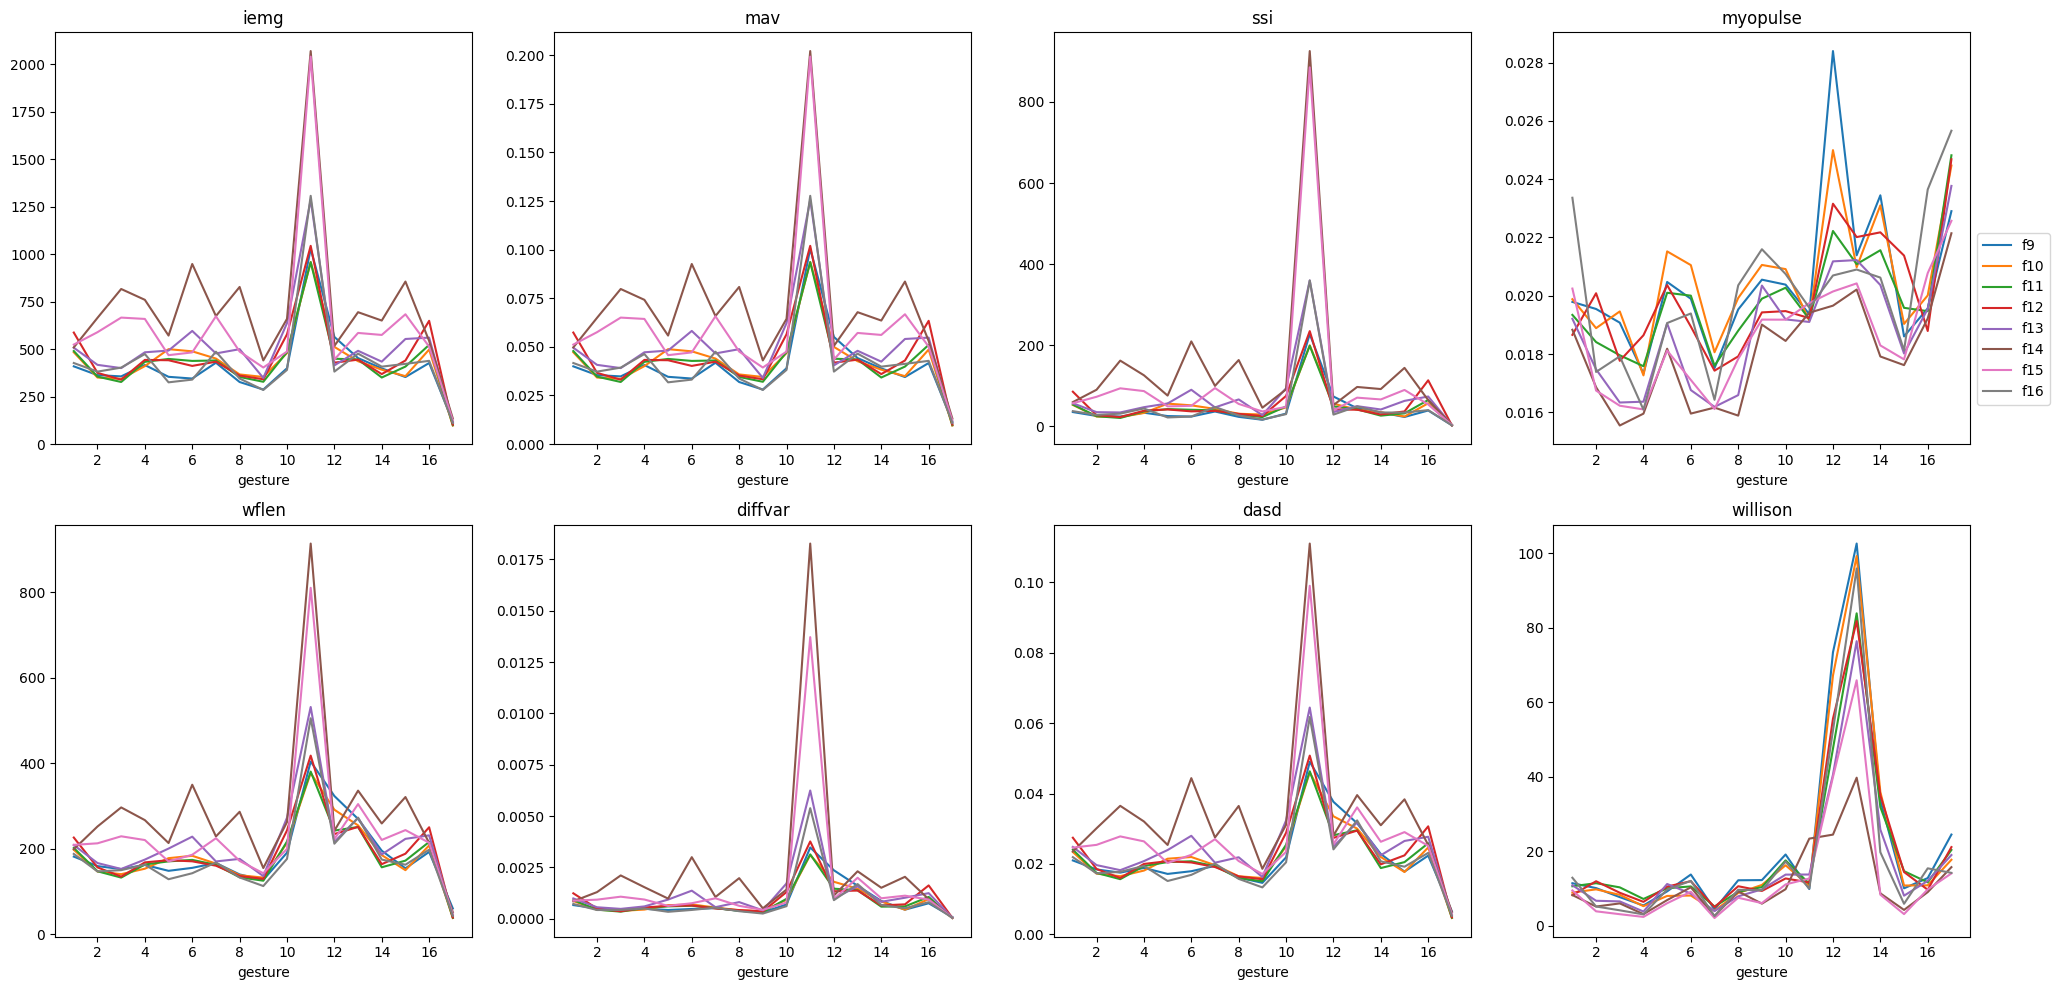 iemg
mav
ssi
myopulse
2000
1750
1500
1250
1000
750
500
250
0
2 4 6 8 10 12 14 16
gesture
0.200
0.175
0.150
0.125
0.100
0.075
0.050
0.025
0.000
2 4 6 8 10 12 14 16
gesture
800
600
400
200
0
2 4 6 8 10 12 14 16
gesture
0.028
0.026
0.024
0.022
0.020
0.018
0.016
2 4 6 8 10 12 14 16
gesture
f9
f10
f11
f12
f13
f14
f15
f16
wflen
diffvar
dasd
willison
800
600
400
200
0
2 4 6 8 10 12 14 16
gesture
0.0175
0.0150
0.0125
0.0100
0.0075
0.0050
0.0025
0.0000
2 4 6 8 10 12 14 16
gesture
0.10
0.08
0.06
0.04
0.02
0.00
2 4 6 8 10 12 14 16
gesture
100
80
60
40
20
0
2 4 6 8 10 12 14 16
gesture